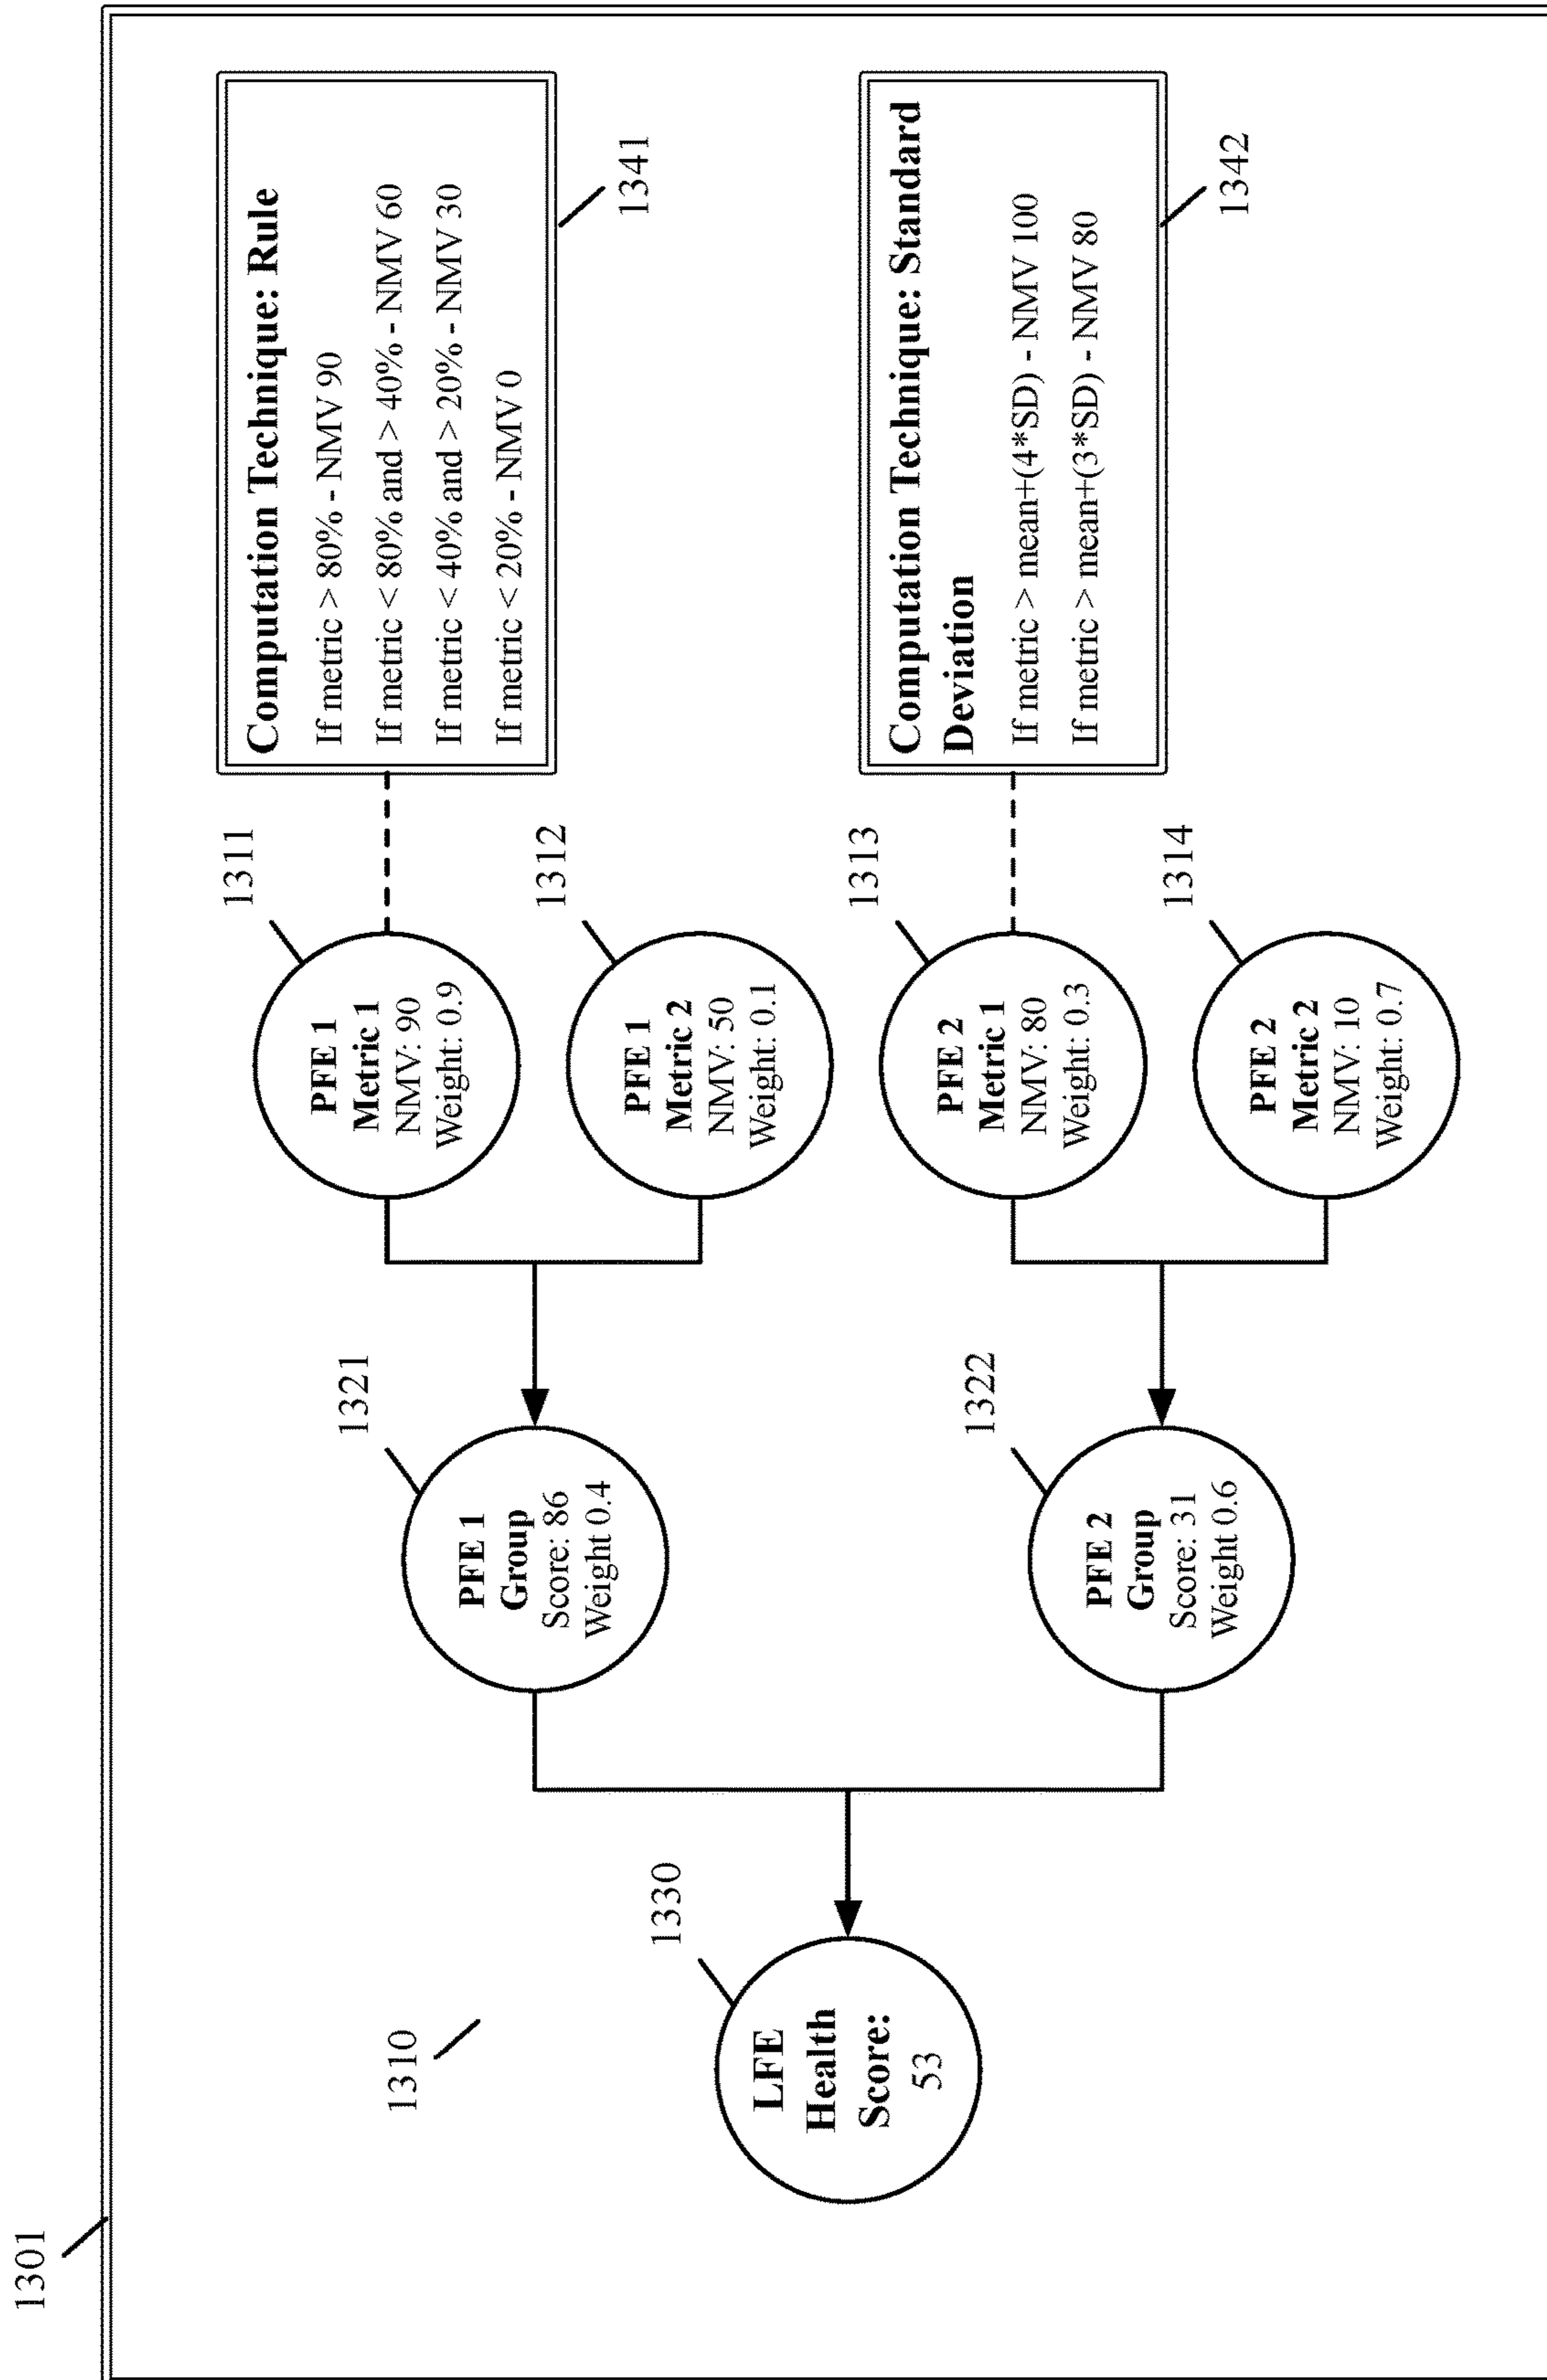 1301
1310
1330
LFE
Health
Score:
53
1321
PFE 1
Group
Score: 86
Weight 0.4
1322
PFE 2
Group
Score: 31
Weight 0.6
1311
PFE 1
Metric 1
NMV: 90
Weight: 0.9
1312
PFE 1
Metric 2
NMV: 50
Weight: 0.1
1313
PFE 2
Metric 1
NMV: 80
Weight: 0.3
1314
PFE 2
Metric 2
NMV: 10
Weight: 0.7
Computation Technique: Rule
If metric > 80% - NMV 90
If metric < 80% and > 40% - NMV 60
If metric < 40% and > 20% - NMV 30
If metric < 20% - NMV 0
1341
Computation Technique: Standard
Deviation
If metric > mean+(4*SD) - NMV 100
If metric > mean+(3*SD) - NMV 80
1342